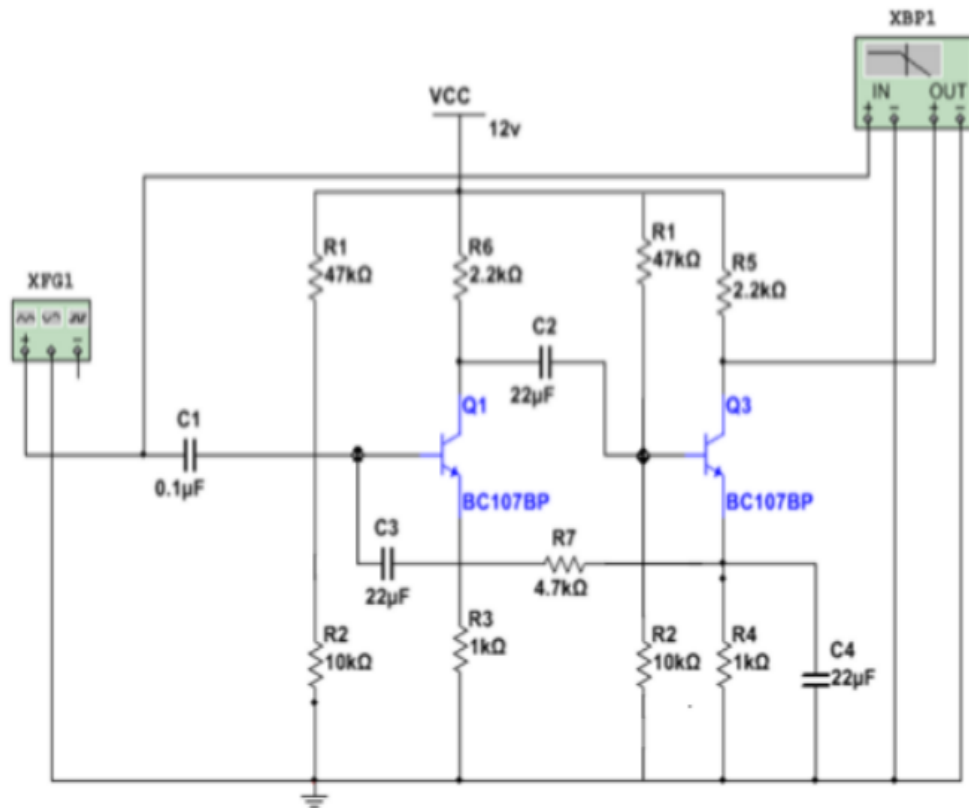 XBP1
IN OUT
+ - + -
VCC
12v
R1
47kΩ
R6
2.2kΩ
R1
47kΩ
R5
2.2kΩ
XFG1
+ -
C2
22µF
Q1
Q3
C1
0.1µF
BC107BP
BC107BP
C3
22µF
R7
4.7kΩ
R2
10kΩ
R3
1kΩ
R2
10kΩ
R4
1kΩ
C4
22µF